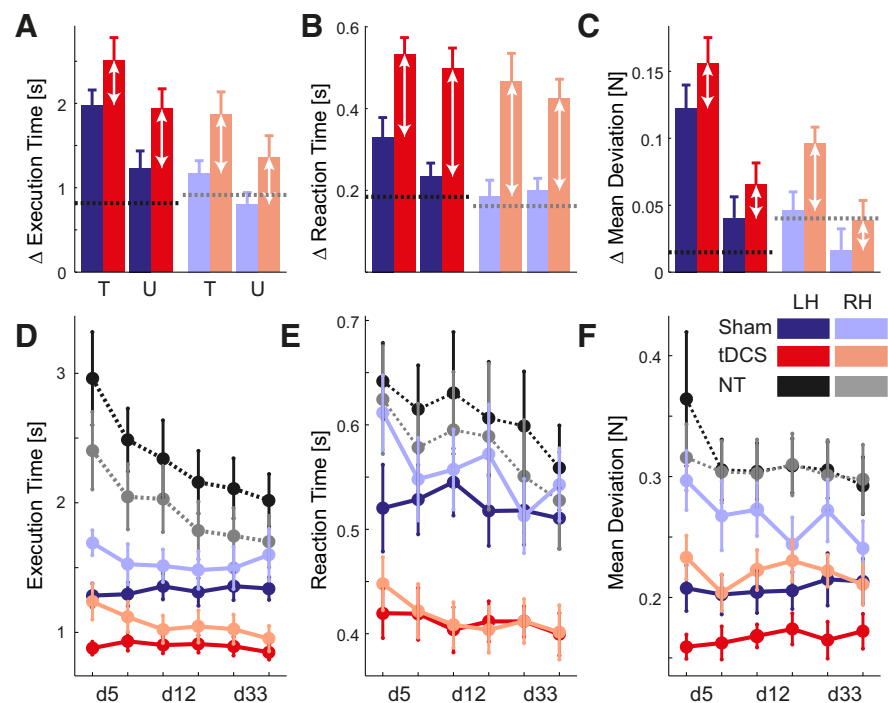 A
Δ Execution Time [s]
2
1
0
T U T U
B
Δ Reaction Time [s]
0.6
0.4
0.2
C
Δ Mean Deviation [N]
0.15
0.1
0.05
0
LH RH
Sham
tDCS
NT
D
Execution Time [s]
3
2
1
d5 d12 d33
E
Reaction Time [s]
0.7
0.6
0.5
0.4
d5 d12 d33
F
Mean Deviation [N]
0.4
0.3
0.2
d5 d12 d33